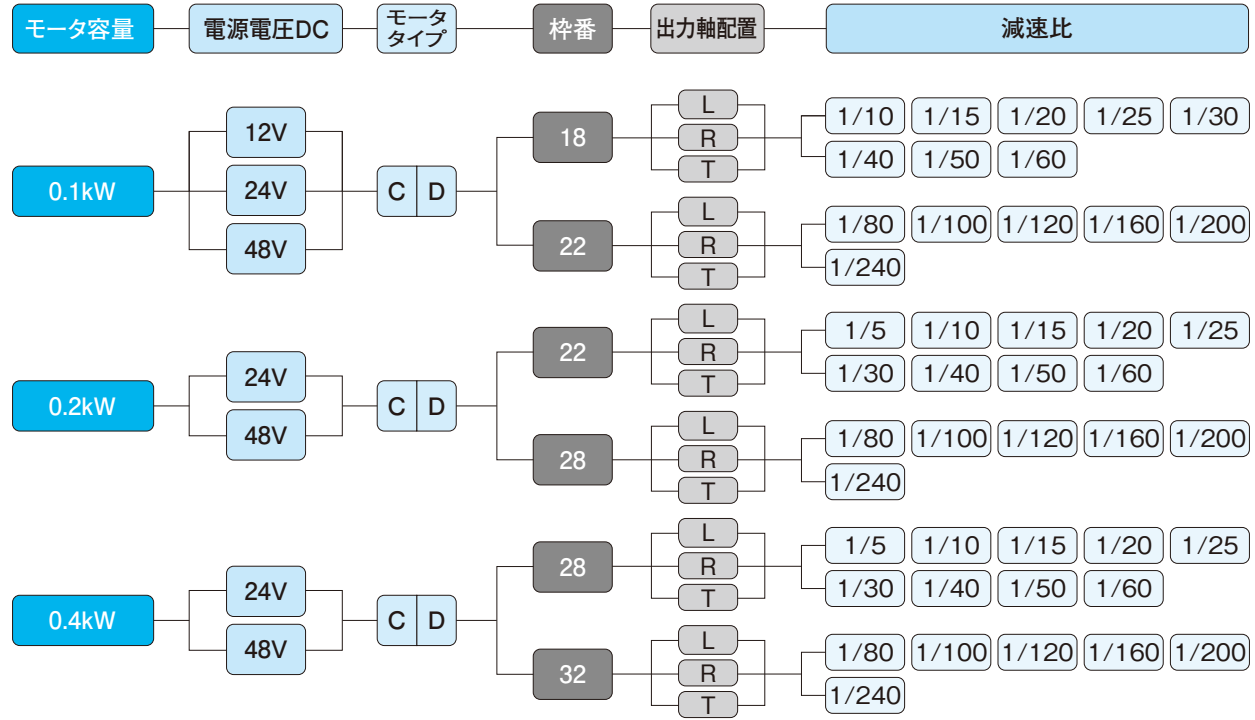 モータ容量 電源電圧DC モータタイプ 枠番 出力軸配置 減速比
0.1kW
12V
24V
48V
C D
18
L
R
T
1/10 1/15 1/20 1/25 1/30
1/40 1/50 1/60
22
L
R
T
1/80 1/100 1/120 1/160 1/200
1/240
0.2kW
24V
48V
C D
22
L
R
T
1/5 1/10 1/15 1/20 1/25
1/30 1/40 1/50 1/60
28
L
R
T
1/80 1/100 1/120 1/160 1/200
1/240
0.4kW
24V
48V
C D
28
L
R
T
1/5 1/10 1/15 1/20 1/25
1/30 1/40 1/50 1/60
32
L
R
T
1/80 1/100 1/120 1/160 1/200
1/240